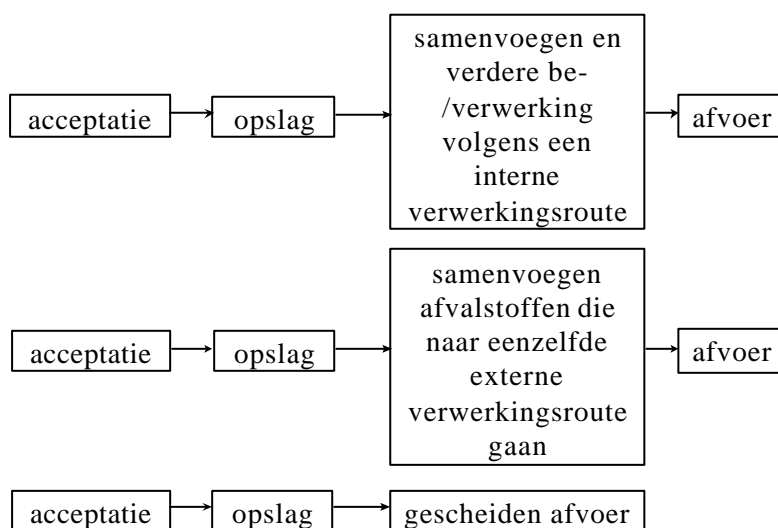 samenvoegen en
verdere be-
/verwerking
volgens een
interne
verwerkingsroute
acceptatie
opslag
afvoer
samenvoegen
afvalstoffen die
naar eenzelfde
externe
verwerkingsroute
gaan
acceptatie
opslag
afvoer
acceptatie
opslag
gescheiden afvoer